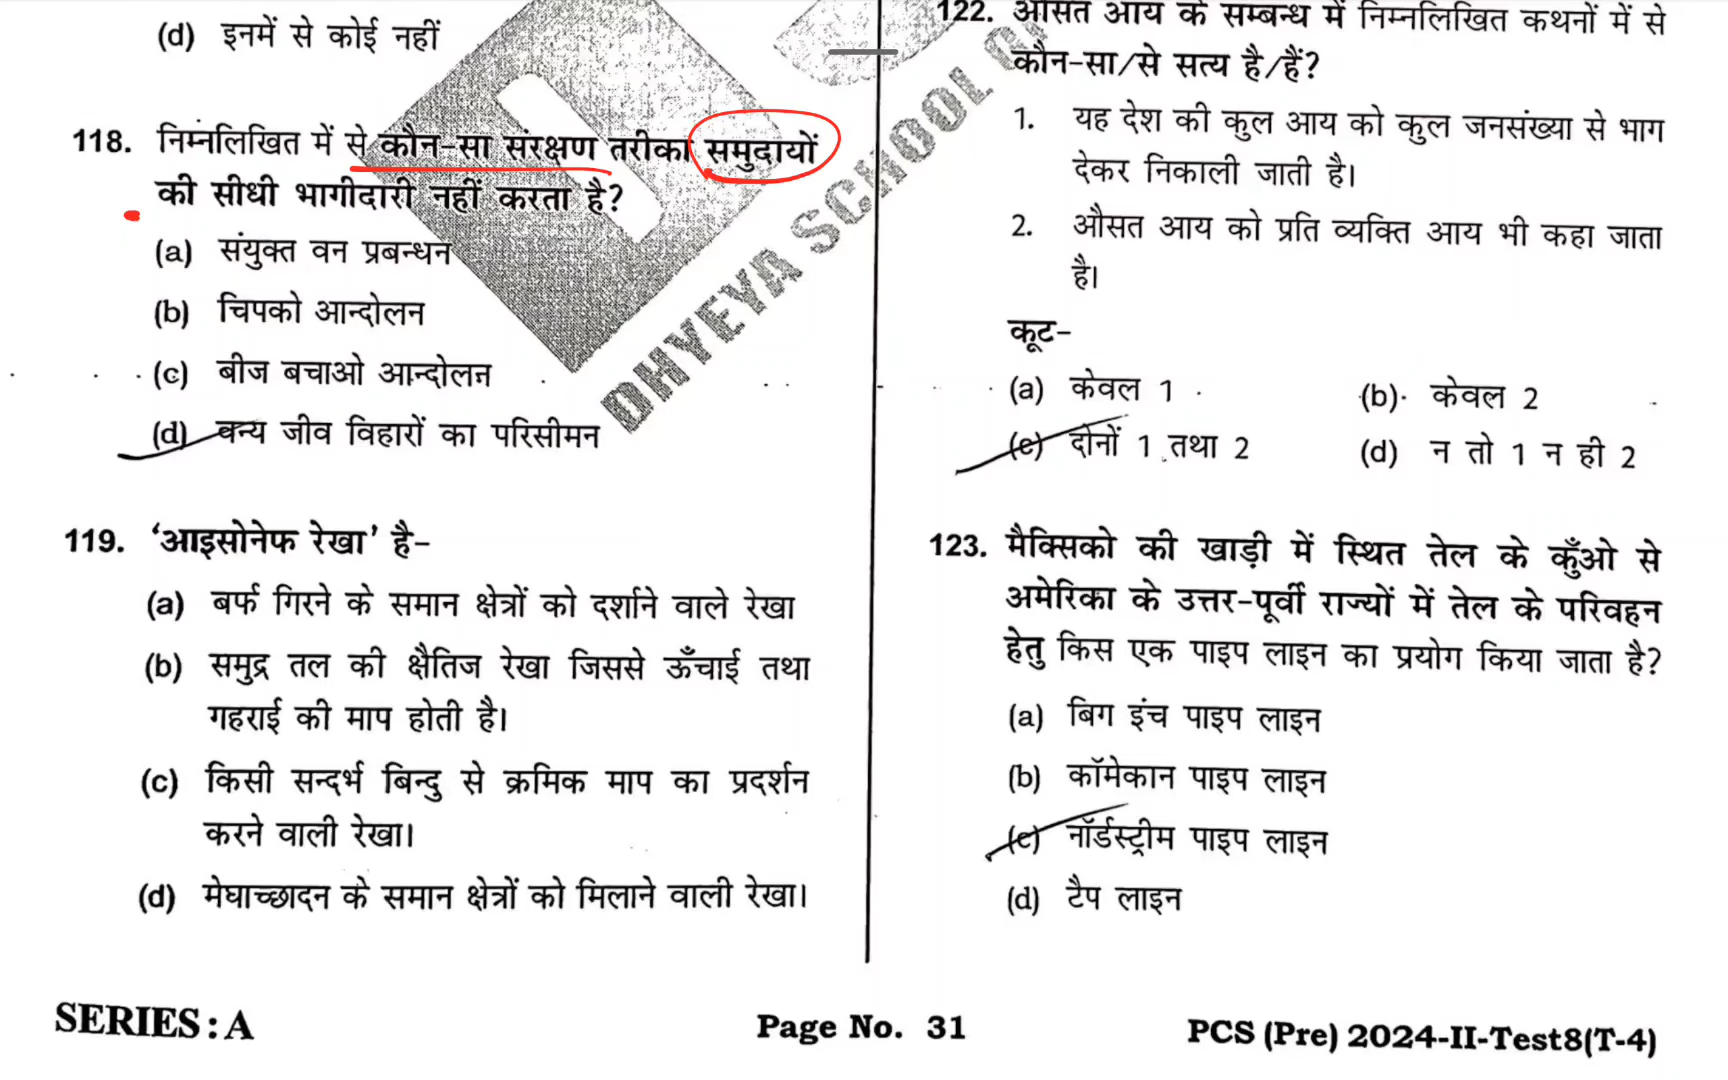 (d) इनमें से कोई नहीं
118. निम्नलिखित में से कौन-सा संरक्षण तरीका समुदायों
की सीधी भागीदारी नहीं करता है?
(a) संयुक्त वन प्रबन्धन
(b) चिपको आन्दोलन
(c) बीज बचाओ आन्दोलन
(d) वन्य जीव विहारों का परिसीमन
119. ‘आइसोनेफ रेखा’ है-
(a) बर्फ गिरने के समान क्षेत्रों को दर्शाने वाले रेखा
(b) समुद्र तल की क्षैतिज रेखा जिससे ऊँचाई तथा
गहराई की माप होती है।
(c) किसी सन्दर्भ बिन्दु से क्रमिक माप का प्रदर्शन
करने वाली रेखा।
(d) मेघाच्छादन के समान क्षेत्रों को मिलाने वाली रेखा।
DHYEYA SCHOOL
122. औसत आय के सम्बन्ध में निम्नलिखित कथनों में से
कौन-सा/से सत्य है/हैं?
1. यह देश की कुल आय को कुल जनसंख्या से भाग
देकर निकाली जाती है।
2. औसत आय को प्रति व्यक्ति आय भी कहा जाता
है।
कूट-
(a) केवल 1 (b) केवल 2
(c) दोनों 1 तथा 2 (d) न तो 1 न ही 2
123. मैक्सिको की खाड़ी में स्थित तेल के कुँओ से
अमेरिका के उत्तर-पूर्वी राज्यों में तेल के परिवहन
हेतु किस एक पाइप लाइन का प्रयोग किया जाता है?
(a) बिग इंच पाइप लाइन
(b) कॉमेकान पाइप लाइन
(c) नॉर्डस्ट्रीम पाइप लाइन
(d) टैप लाइन
SERIES : A Page No. 31 PCS (Pre) 2024-II-Test8(T-4)